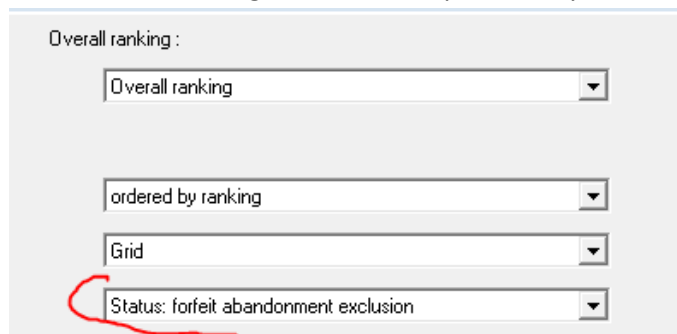 Overall ranking :
Overall ranking
ordered by ranking
Grid
Status: forfeit abandonment exclusion